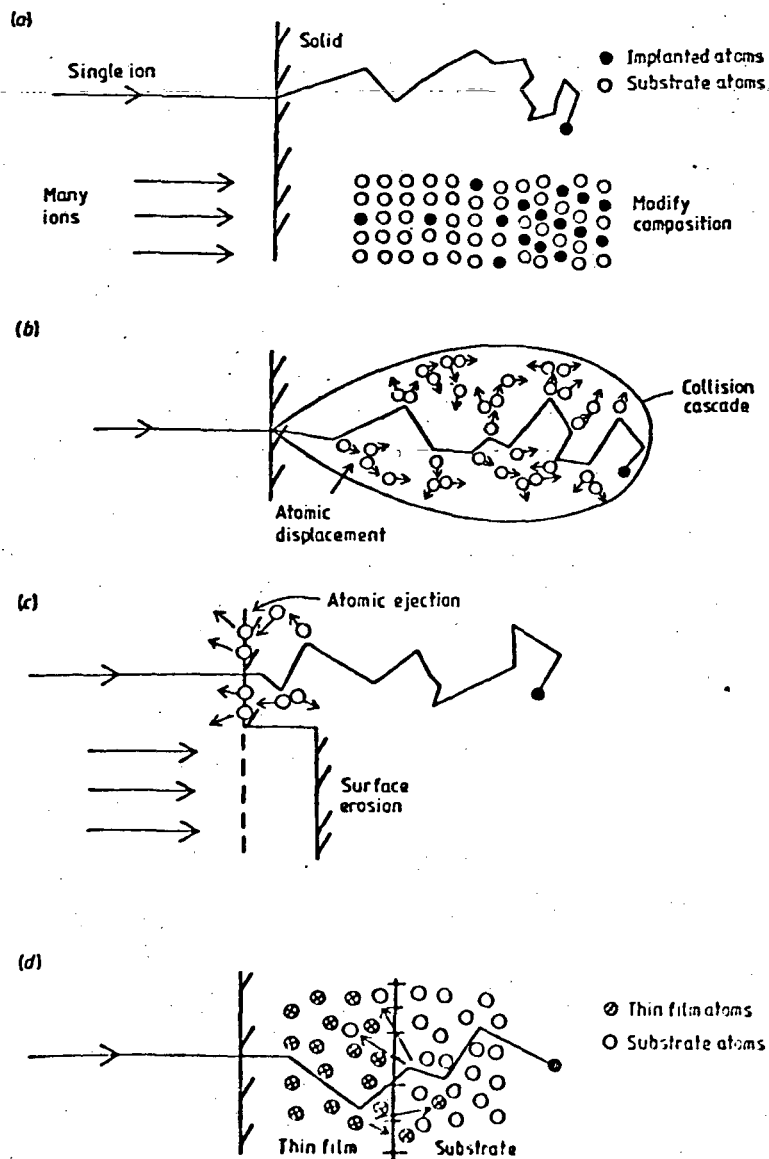 (a)
Solid
Single ion
Implanted atoms
Substrate atoms
Many
ions
Modify
composition
(b)
Collision
cascade
Atomic
displacement
(c)
Atomic ejection
Surface
erosion
(d)
Thin film atoms
Substrate atoms
Thin film
Substrate